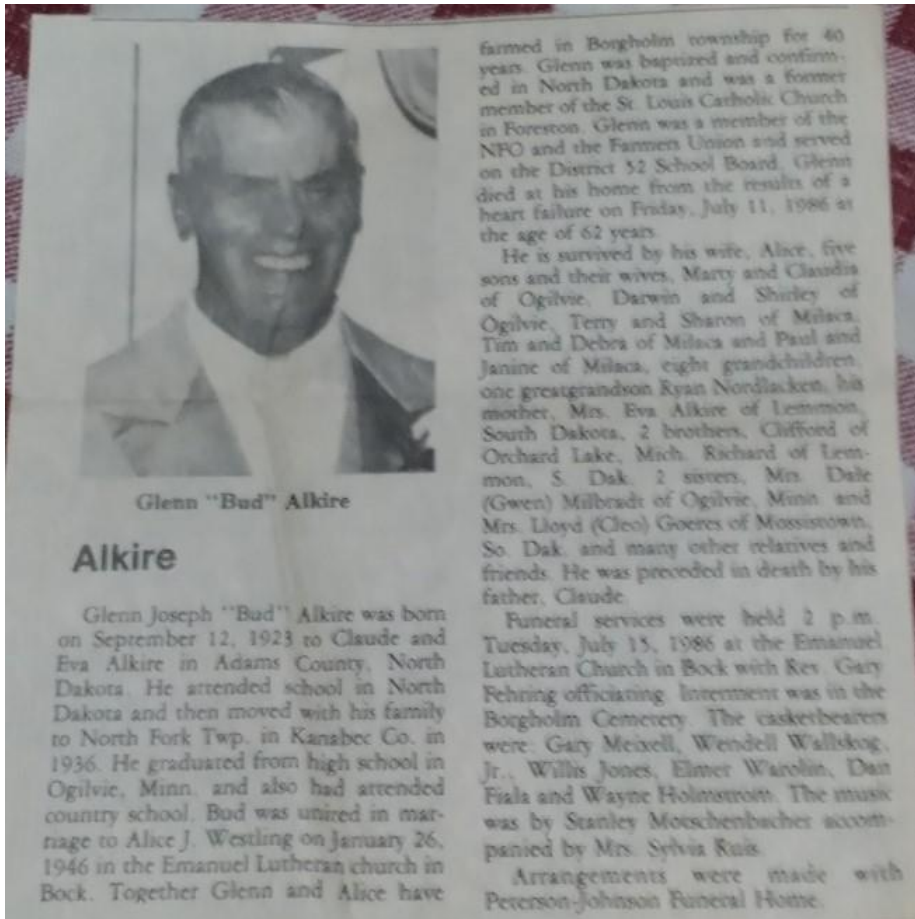 Glenn "Bud" Alkire
Alkire
Glenn Joseph "Bud" Alkire was born
on September 12, 1923 to Claude and
Eva Alkire in Adams County, North
Dakota. He attended school in North
Dakota and then moved with his family
to North Fork Twp. in Kanabec Co. in
1936. He graduated from high school in
Ogilvie, Minn. and also had attended
country school. Bud was united in mar-
riage to Alice J. Westling on January 26,
1946 in the Emanuel Lutheran church in
Bock. Together Glenn and Alice have
farmed in Borgholm township for 40
years. Glenn was baptized and confirm-
ed in North Dakota and was a former
member of the St. Louis Catholic Church
in Foreston. Glenn was a member of the
NFO and the Farmers Union and served
on the District 52 School Board. Glenn
died at his home from the results of a
heart failure on Friday, July 11, 1986 at
the age of 62 years.
He is survived by his wife, Alice, five
sons and their wives, Marty and Claudia
of Ogilvie, Darwin and Shirley of
Ogilvie, Terry and Sharon of Milaca,
Tim and Debra of Milaca and Paul and
Janine of Milaca, eight grandchildren,
one greatgrandson Ryan Nordlacken, his
mother, Mrs. Eva Alkire of Lemmon,
South Dakota, 2 brothers, Clifford of
Orchard Lake, Mich. Richard of Lem-
mon, S. Dak. 2 sisters, Mrs. Dale
(Gwen) Milbradt of Ogilvie, Minn. and
Mrs. Lloyd (Cleo) Goeres of
So. Dak. and many other relatives and
friends. He was preceded in death by his
father, Claude.
Funeral services were held 2 p.m.
Tuesday, July 15, 1986 at the Emanuel
Lutheran Church in Bock with Rev. Gary
Fehring officiating. Interment was in the
Borgholm Cemetery. The casketbearers
were: Gary Meixell, Wendell Wallskog,
Jr., Willis Jones, Elmer Warolin, Dan
Fiala and Wayne Holmstrom. The music
was by Stanley Motschenbacher accom-
panied by Mrs. Sylvia Ruis.
Arrangements were made with
Peterson-Johnson Funeral Home.